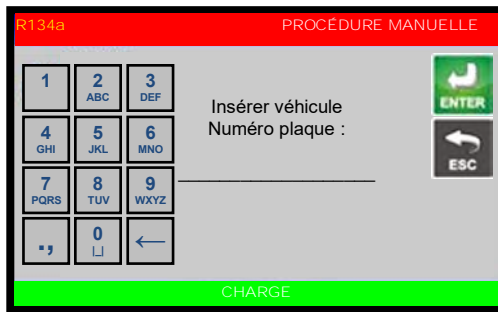 R134a PROCÉDURE MANUELLE
1 2 3
ABC DEF
Insérer véhicule
Numéro plaque :
ENTER
4 5 6
GHI JKL MNO
ESC
7 8 9
PQRS TUV WXYZ
., 0
CHARGE